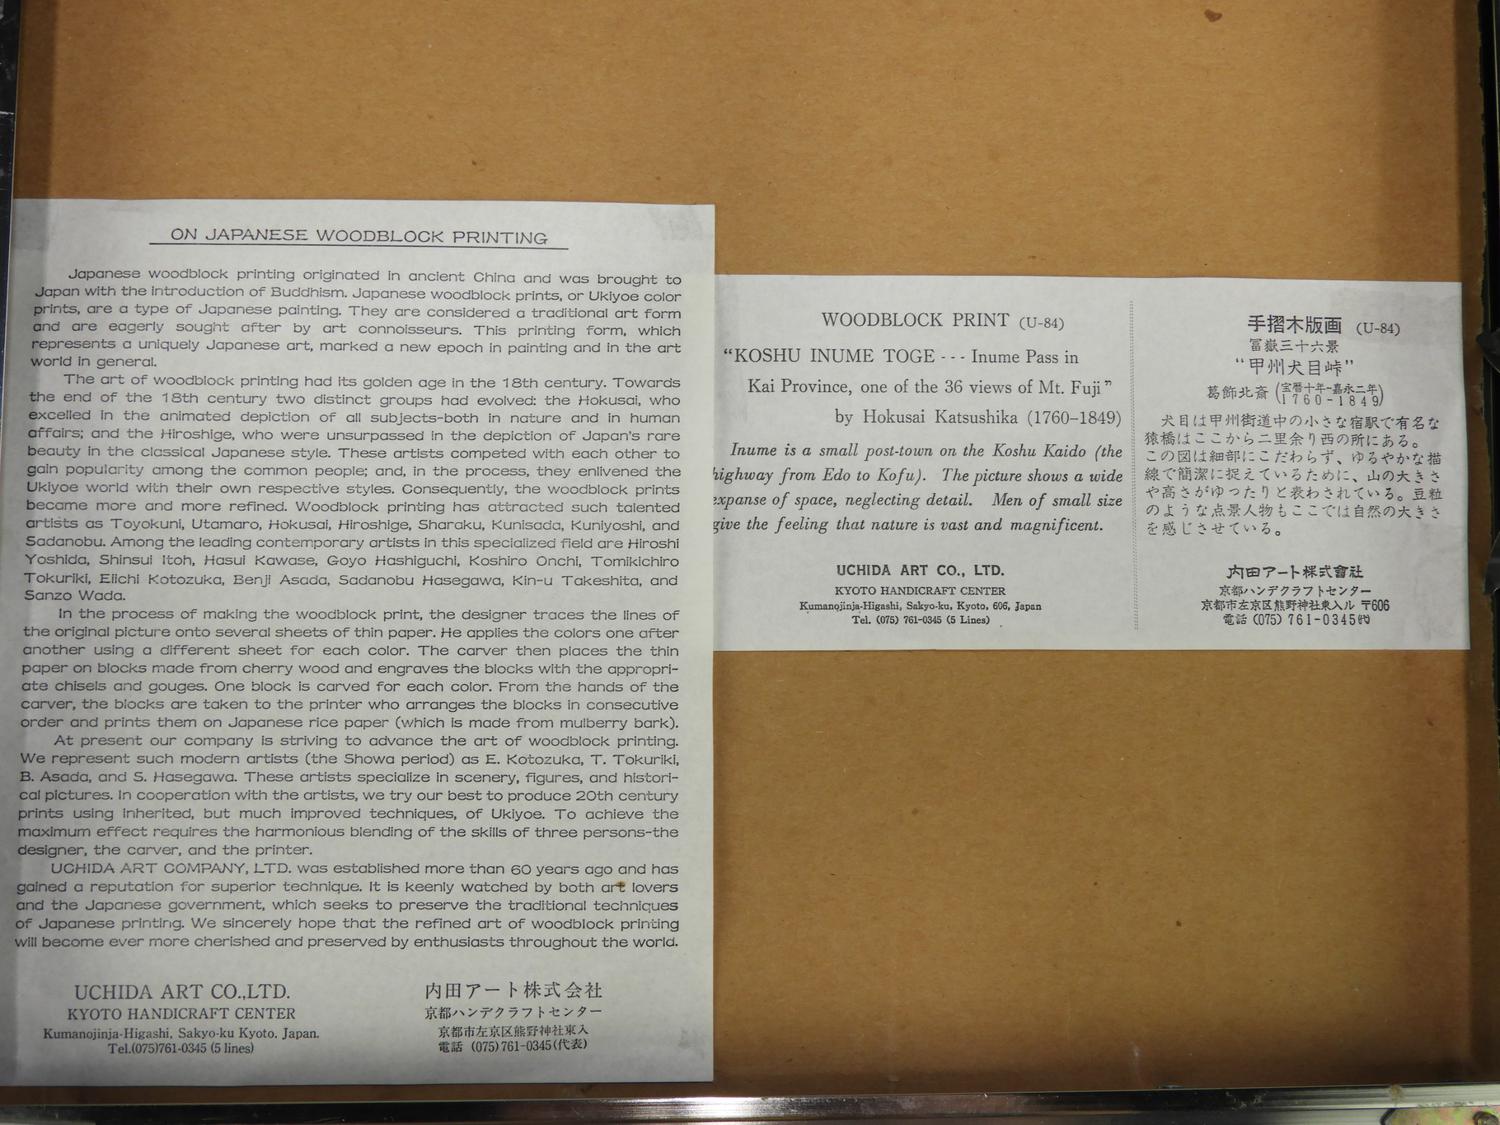 ON JAPANESE WOODBLOCK PRINTING
Japanese woodblock printing originated in ancient China and was brought to
Japan with the introduction of Buddhism. Japanese woodblock prints, or Ukiyoe color
prints, are a type of Japanese painting. They are considered a traditional art form
and are eagerly sought after by art connoisseurs. This printing form, which
represents a uniquely Japanese art, marked a new epoch in painting and in the art
world in general.
The art of woodblock printing had its golden age in the 18th century. Towards
the end of the 18th century two distinct groups had evolved: the Hokusai, who
excelled in the animated depiction of all subjects-both in nature and in human
affairs; and the Hiroshige, who were unsurpassed in the depiction of Japan's rare
beauty in the classical Japanese style. These artists competed with each other to
gain popularity among the common people; and, in the process, they enlivened the
Ukiyoe world with their own respective styles. Consequently, the woodblock prints
became more and more refined. Woodblock printing has attracted such talented
artists as Toyokuni, Utamaro, Hokusai, Hiroshige, Sharaku, Kunisada, Kuniyoshi, and
Sadanobu. Among the leading contemporary artists in this specialized field are Hiroshi
Yoshida, Shinsui Itoh, Hasui Kawase, Goyo Hashiguchi, Koshiro Onchi, Tomikichiro
Tokuriki, Eiichi Kotozuka, Benji Asada, Sadanobu Hasegawa, Kin-u Takeshita, and
Sanzo Wada.
In the process of making the woodblock print, the designer traces the lines of
the original picture onto several sheets of thin paper. He applies the colors one after
another using a different sheet for each color. The carver then places the thin
paper on blocks made from cherry wood and engraves the blocks with the appropri-
ate chisels and gouges. One block is carved for each color. From the hands of the
carver, the blocks are taken to the printer who arranges the blocks in consecutive
order and prints them on Japanese rice paper (which is made from mulberry bark).
At present our company is striving to advance the art of woodblock printing.
We represent such modern artists (the Showa period) as E. Kotozuka, T. Tokuriki,
B. Asada, and S. Hasegawa. These artists specialize in scenery, figures, and histori-
cal pictures. In cooperation with the artists, we try our best to produce 20th century
prints using inherited, but much improved techniques, of Ukiyoe. To achieve the
maximum effect requires the harmonious blending of the skills of three persons-the
designer, the carver, and the printer.
UCHIDA ART COMPANY, LTD. was established more than 60 years ago and has
gained a reputation for superior technique. It is keenly watched by both art lovers
and the Japanese government, which seeks to preserve the traditional techniques
of Japanese printing. We sincerely hope that the refined art of woodblock printing
will become ever more cherished and preserved by enthusiasts throughout the world.
UCHIDA ART CO.,LTD.
KYOTO HANDICRAFT CENTER
Kumanojinja-Higashi, Sakyo-ku Kyoto. Japan.
Tel.(075)761-0345 (5 lines)
内田アート株式会社
京都ハンデクラフトセンター
京都市左京区熊野神社東入
電話 (075)761-0345(代表)
WOODBLOCK PRINT (U-84)
"KOSHU INUME TOGE --- Inume Pass in
Kai Province, one of the 36 views of Mt. Fuji"
by Hokusai Katsushika (1760-1849)
Inume is a small post-town on the Koshu Kaido (the
highway from Edo to Kofu). The picture shows a wide
expanse of space, neglecting detail. Men of small size
give the feeling that nature is vast and magnificent.
UCHIDA ART CO., LTD.
KYOTO HANDICRAFT CENTER
Kumanojinja-Higashi, Sakyo-ku, Kyoto, 606, Japan
Tel. (075) 761-0345 (5 Lines)
手摺木版画 (U-84)
冨嶽三十六景
"甲州犬目峠"
葛飾北斎 (宝暦十年-嘉永二年 1760-1849)
犬目は甲州街道中の小さな宿駅で有名な
猿橋はここから二里余り西の所にある。
この図は細部にこだわらず、ゆるやかな描
線で簡潔に捉えているために、山の大きさ
や高さがゆったりと表わされている。豆粒
のような点景人物もここでは自然の大きさ
を感じさせている。
内田アート株式會社
京都ハンデクラフトセンター
京都市左京区熊野神社東入ル 〒606
電話 (075) 761-0345㈹